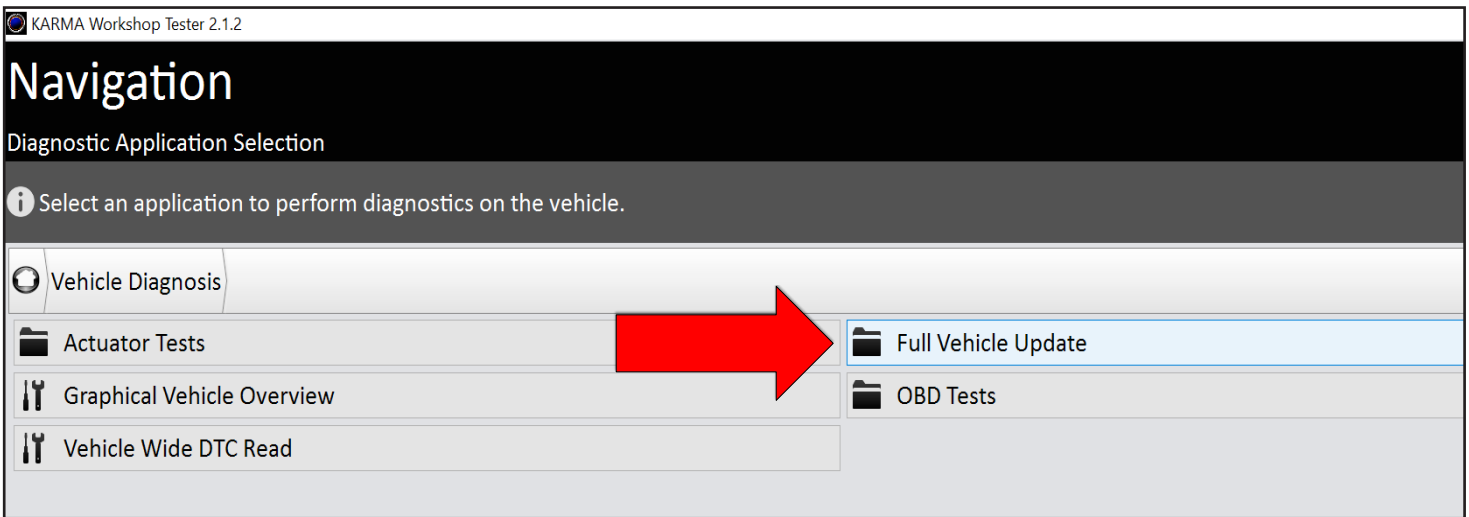 KARMA Workshop Tester 2.1.2
Navigation
Diagnostic Application Selection
Select an application to perform diagnostics on the vehicle.
Vehicle Diagnosis
Actuator Tests
Full Vehicle Update
Graphical Vehicle Overview
OBD Tests
Vehicle Wide DTC Read